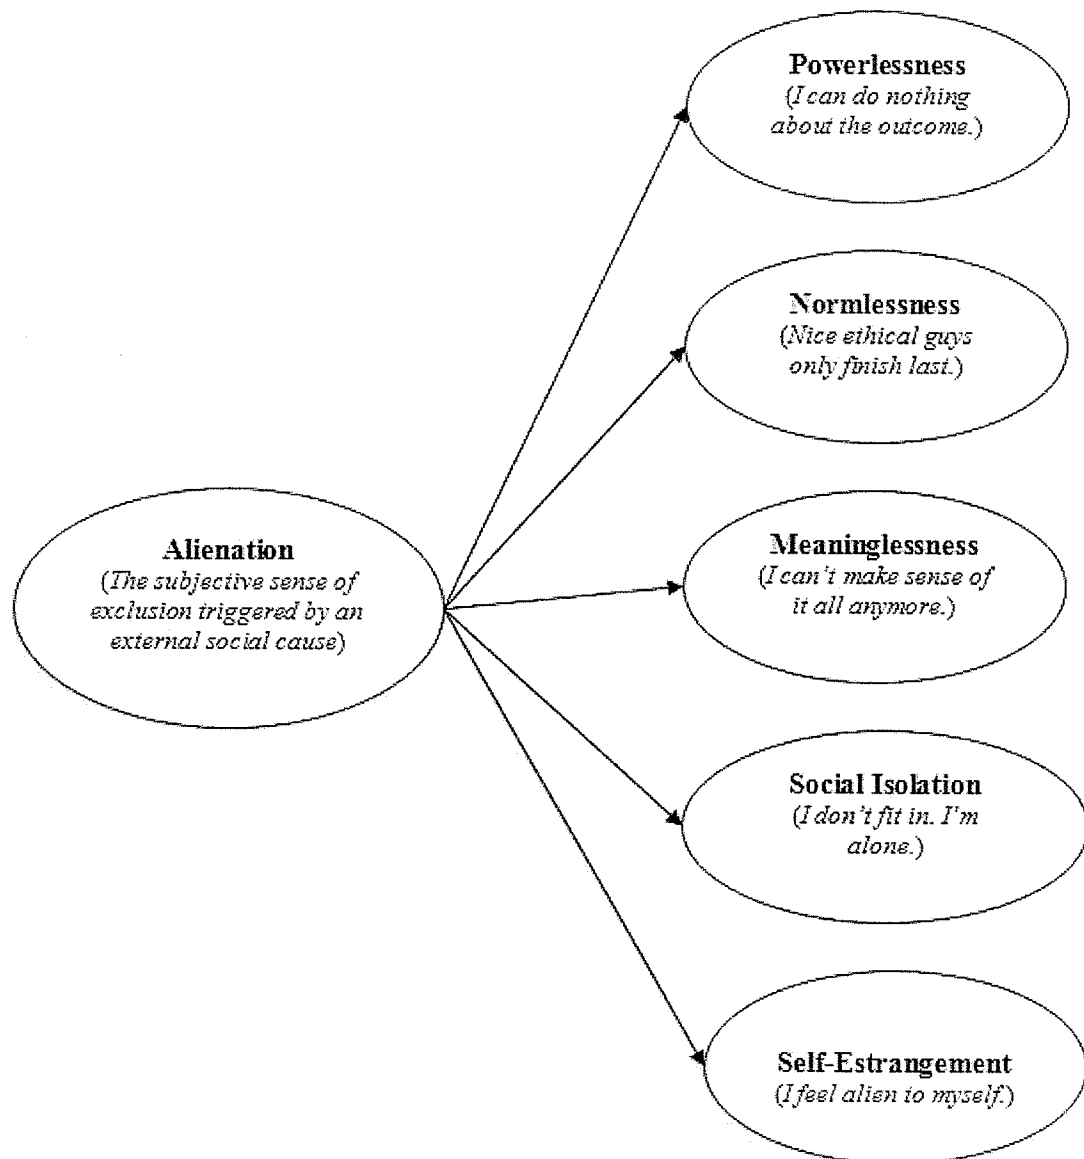 Powerlessness
(I can do nothing
about the outcome.)
Normlessness
(Nice ethical guys
only finish last.)
Alienation
(The subjective sense of
exclusion triggered by an
external social cause)
Meaninglessness
(I can't make sense of
it all anymore.)
Social Isolation
(I don't fit in. I'm
alone.)
Self-Estrangement
(I feel alien to myself.)